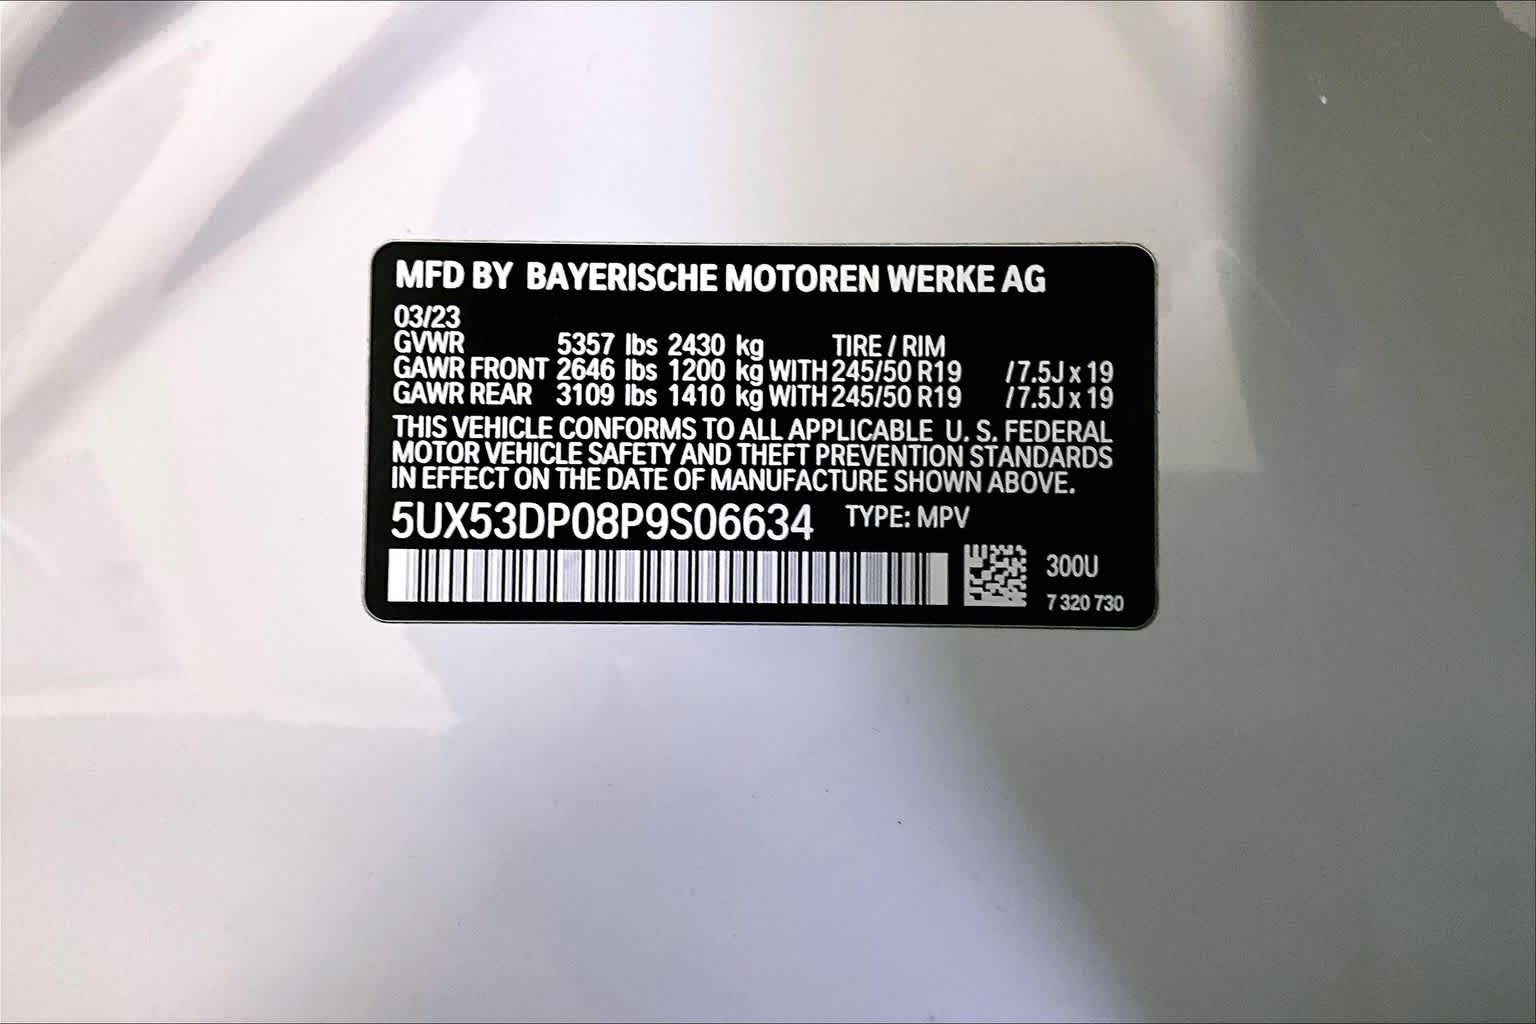 MFD BY BAYERISCHE MOTOREN WERKE AG
03/23
GVWR 5357 lbs 2430 kg TIRE / RIM
GAWR FRONT 2646 lbs 1200 kg WITH 245/50 R19 / 7.5J x 19
GAWR REAR 3109 lbs 1410 kg WITH 245/50 R19 / 7.5J x 19
THIS VEHICLE CONFORMS TO ALL APPLICABLE U. S. FEDERAL
MOTOR VEHICLE SAFETY AND THEFT PREVENTION STANDARDS
IN EFFECT ON THE DATE OF MANUFACTURE SHOWN ABOVE.
5UX53DP08P9S06634 TYPE: MPV
300U
7 320 730